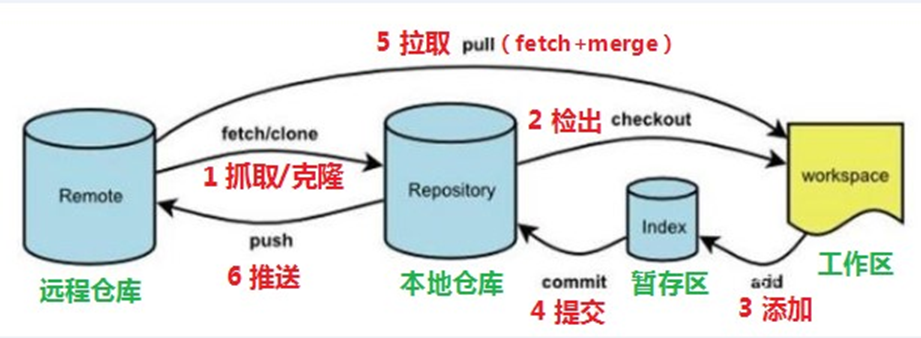 5 拉取 pull（fetch+merge）
fetch/clone
2 检出 checkout
1 抓取/克隆
Remote
Repository
workspace
Index
push
6 推送
远程仓库
本地仓库
commit
4 提交
暂存区
add
3 添加
工作区